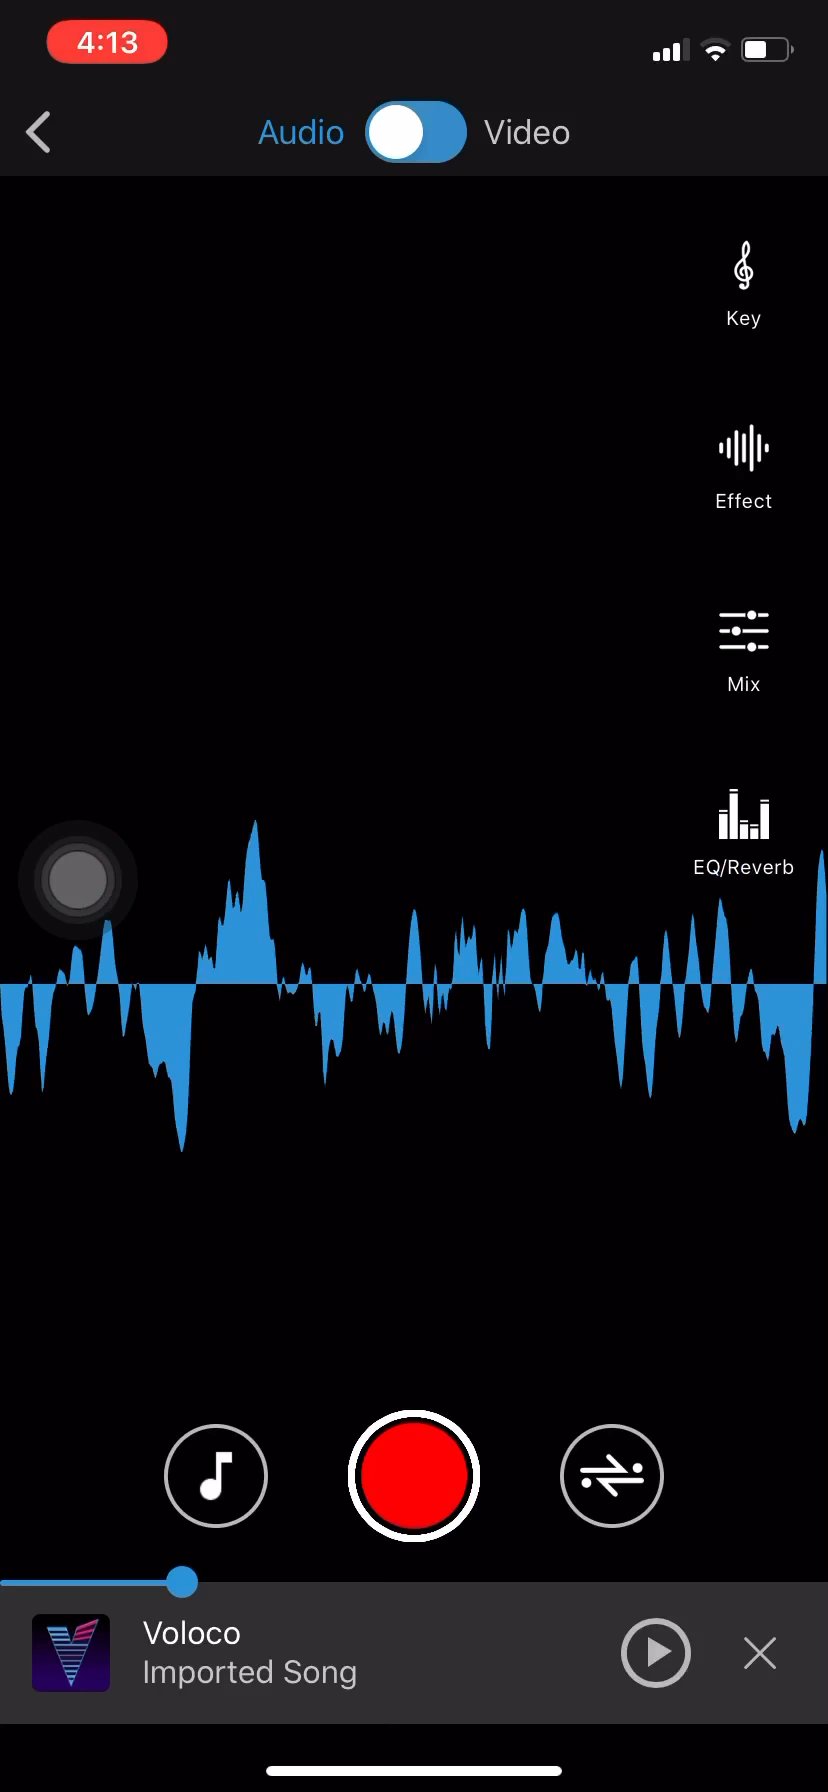 4:13
Audio Video
Key
Effect
Mix
EQ/Reverb
Voloco
Imported Song